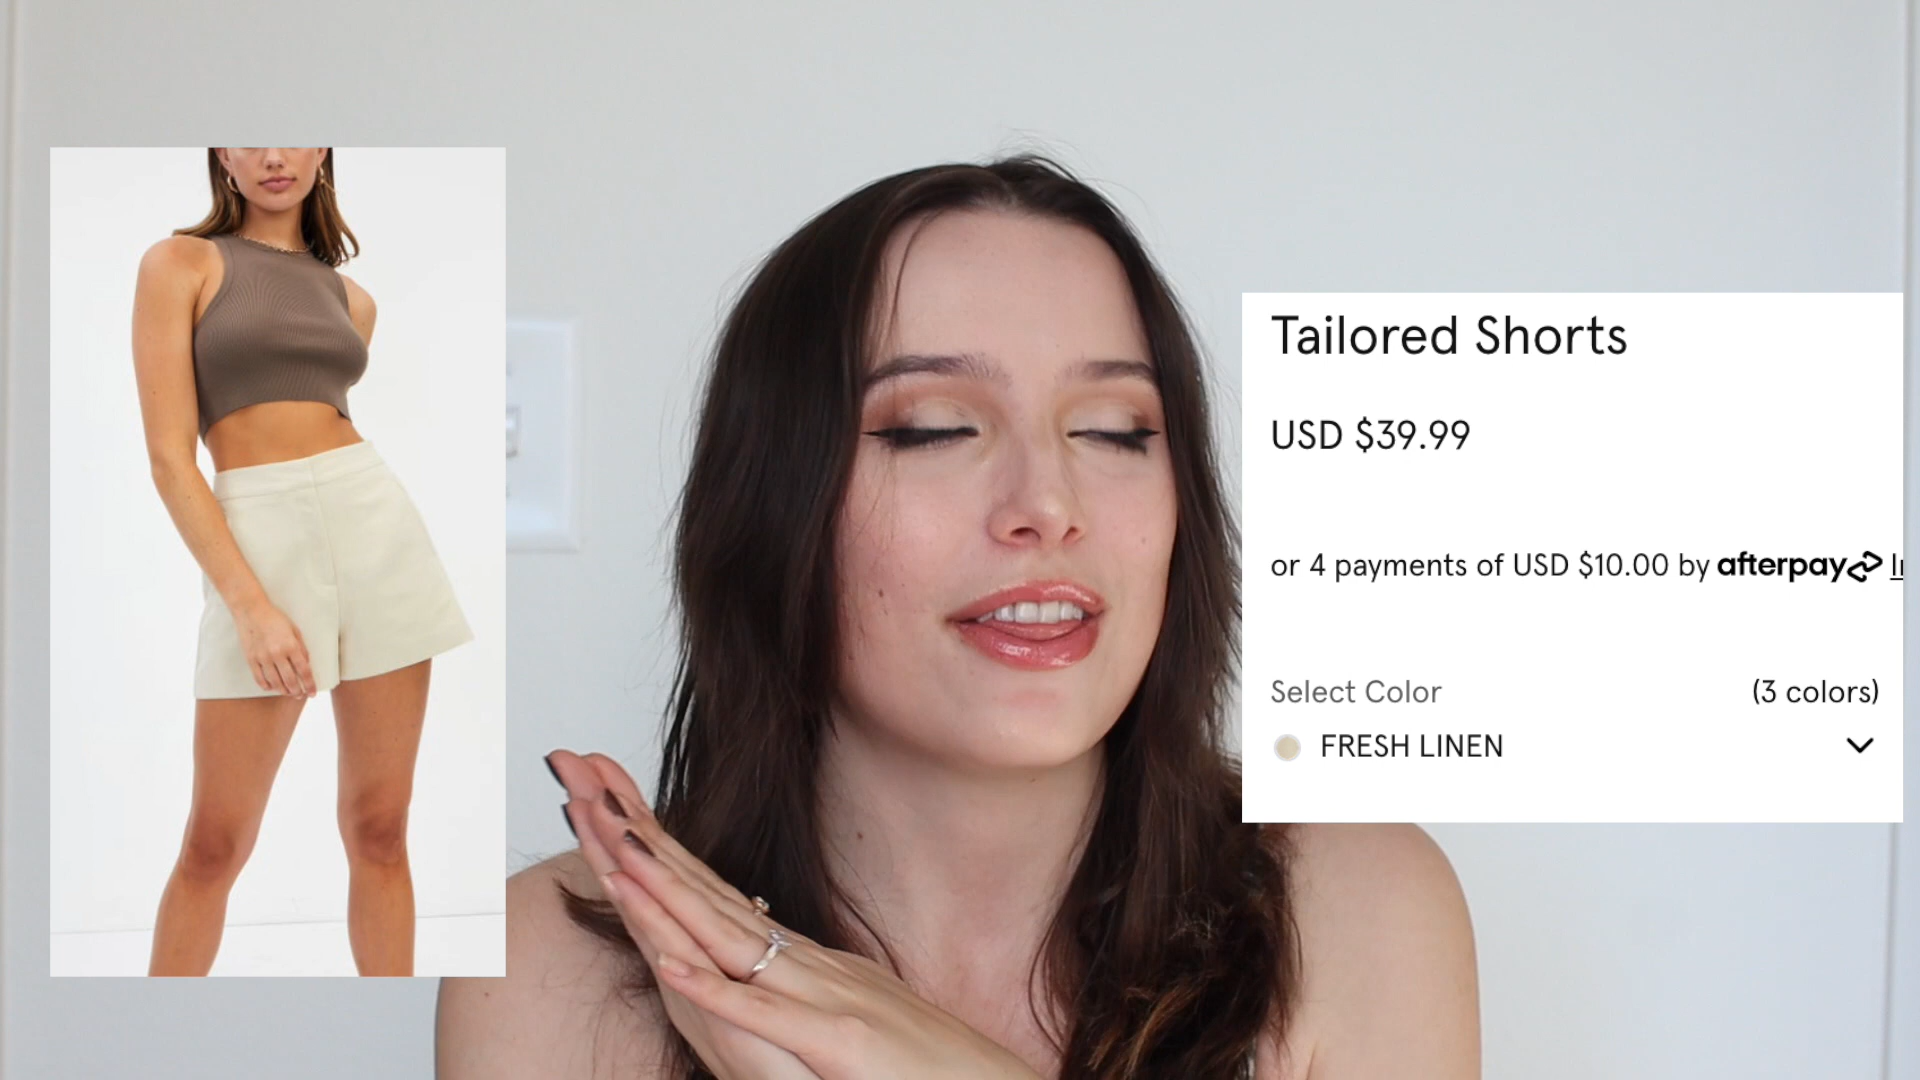 Tailored Shorts
USD $39.99
or 4 payments of USD $10.00 by afterpay
Select Color
(3 colors)
FRESH LINEN